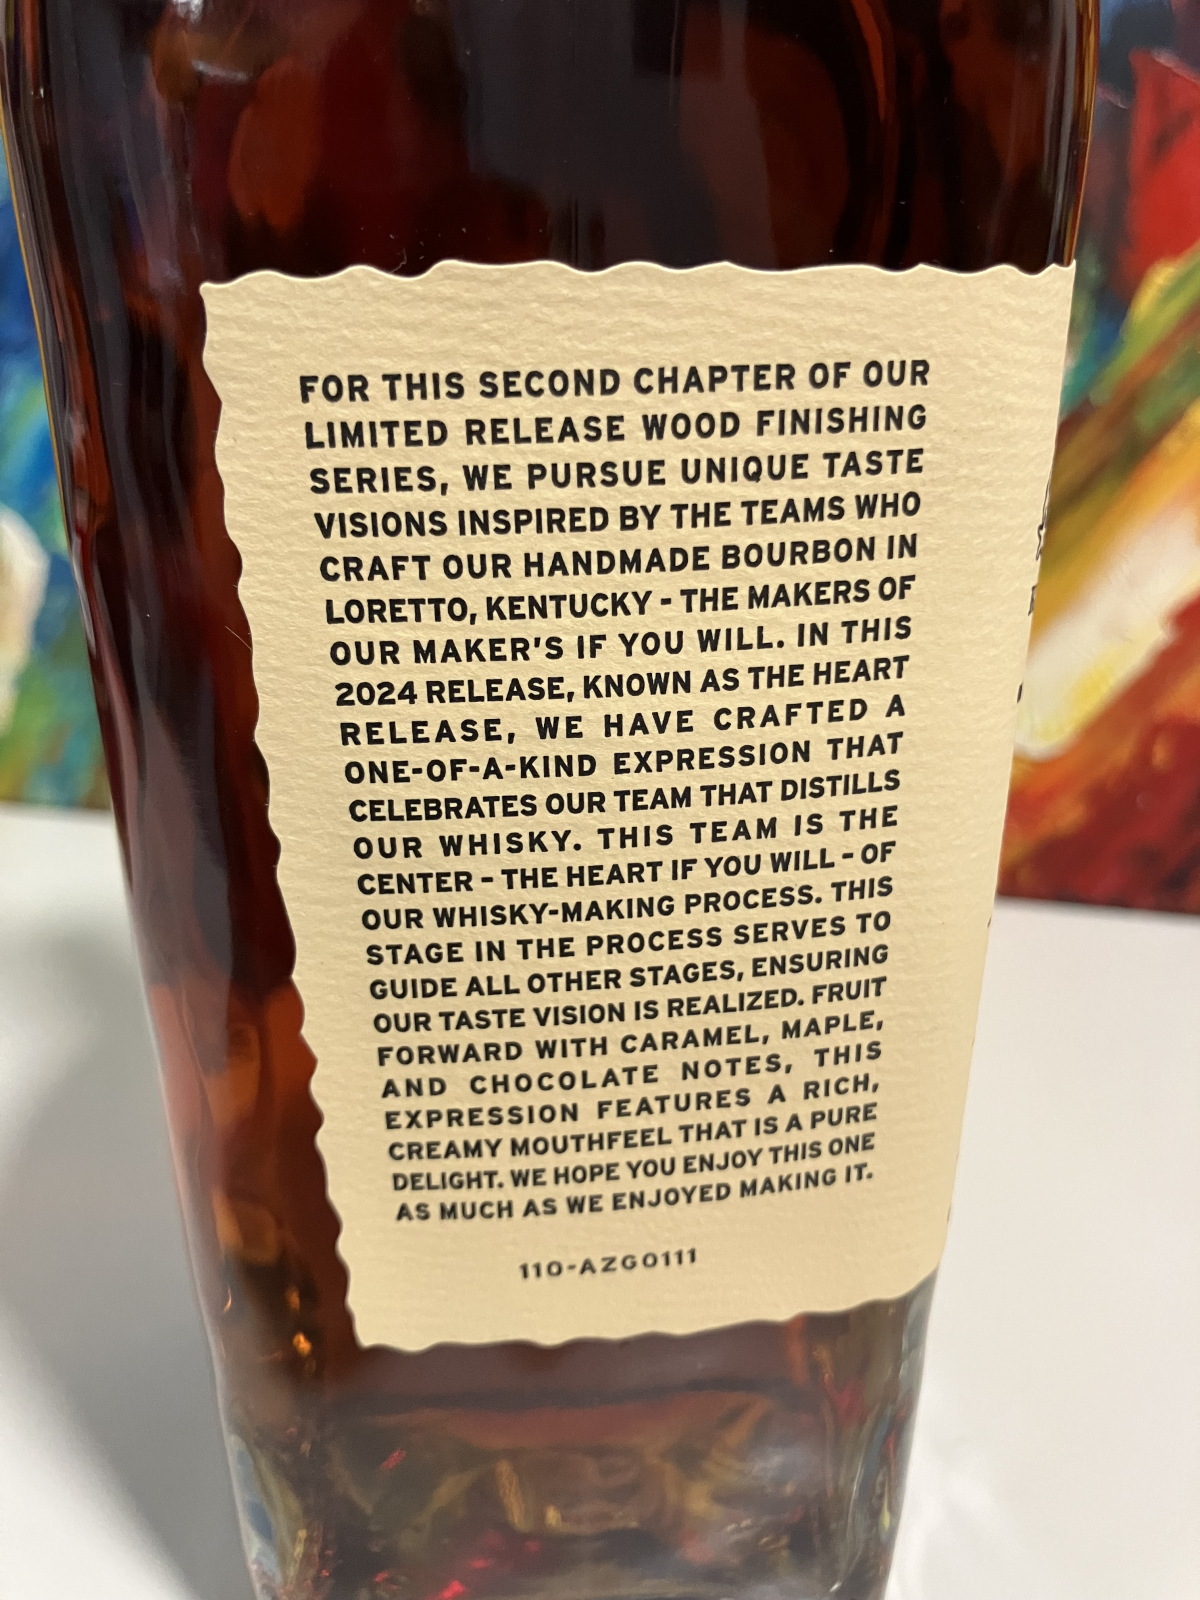 FOR THIS SECOND CHAPTER OF OUR
LIMITED RELEASE WOOD FINISHING
SERIES, WE PURSUE UNIQUE TASTE
VISIONS INSPIRED BY THE TEAMS WHO
CRAFT OUR HANDMADE BOURBON IN
LORETTO, KENTUCKY - THE MAKERS OF
OUR MAKER'S IF YOU WILL. IN THIS
2024 RELEASE, KNOWN AS THE HEART
RELEASE, WE HAVE CRAFTED A
ONE-OF-A-KIND EXPRESSION THAT
CELEBRATES OUR TEAM THAT DISTILLS
OUR WHISKY. THIS TEAM IS THE
CENTER - THE HEART IF YOU WILL - OF
OUR WHISKY-MAKING PROCESS. THIS
STAGE IN THE PROCESS SERVES TO
GUIDE ALL OTHER STAGES, ENSURING
OUR TASTE VISION IS REALIZED. FRUIT
FORWARD WITH CARAMEL, MAPLE,
AND CHOCOLATE NOTES, THIS
EXPRESSION FEATURES A RICH,
CREAMY MOUTHFEEL THAT IS A PURE
DELIGHT. WE HOPE YOU ENJOY THIS ONE
AS MUCH AS WE ENJOYED MAKING IT.
110-AZGO111